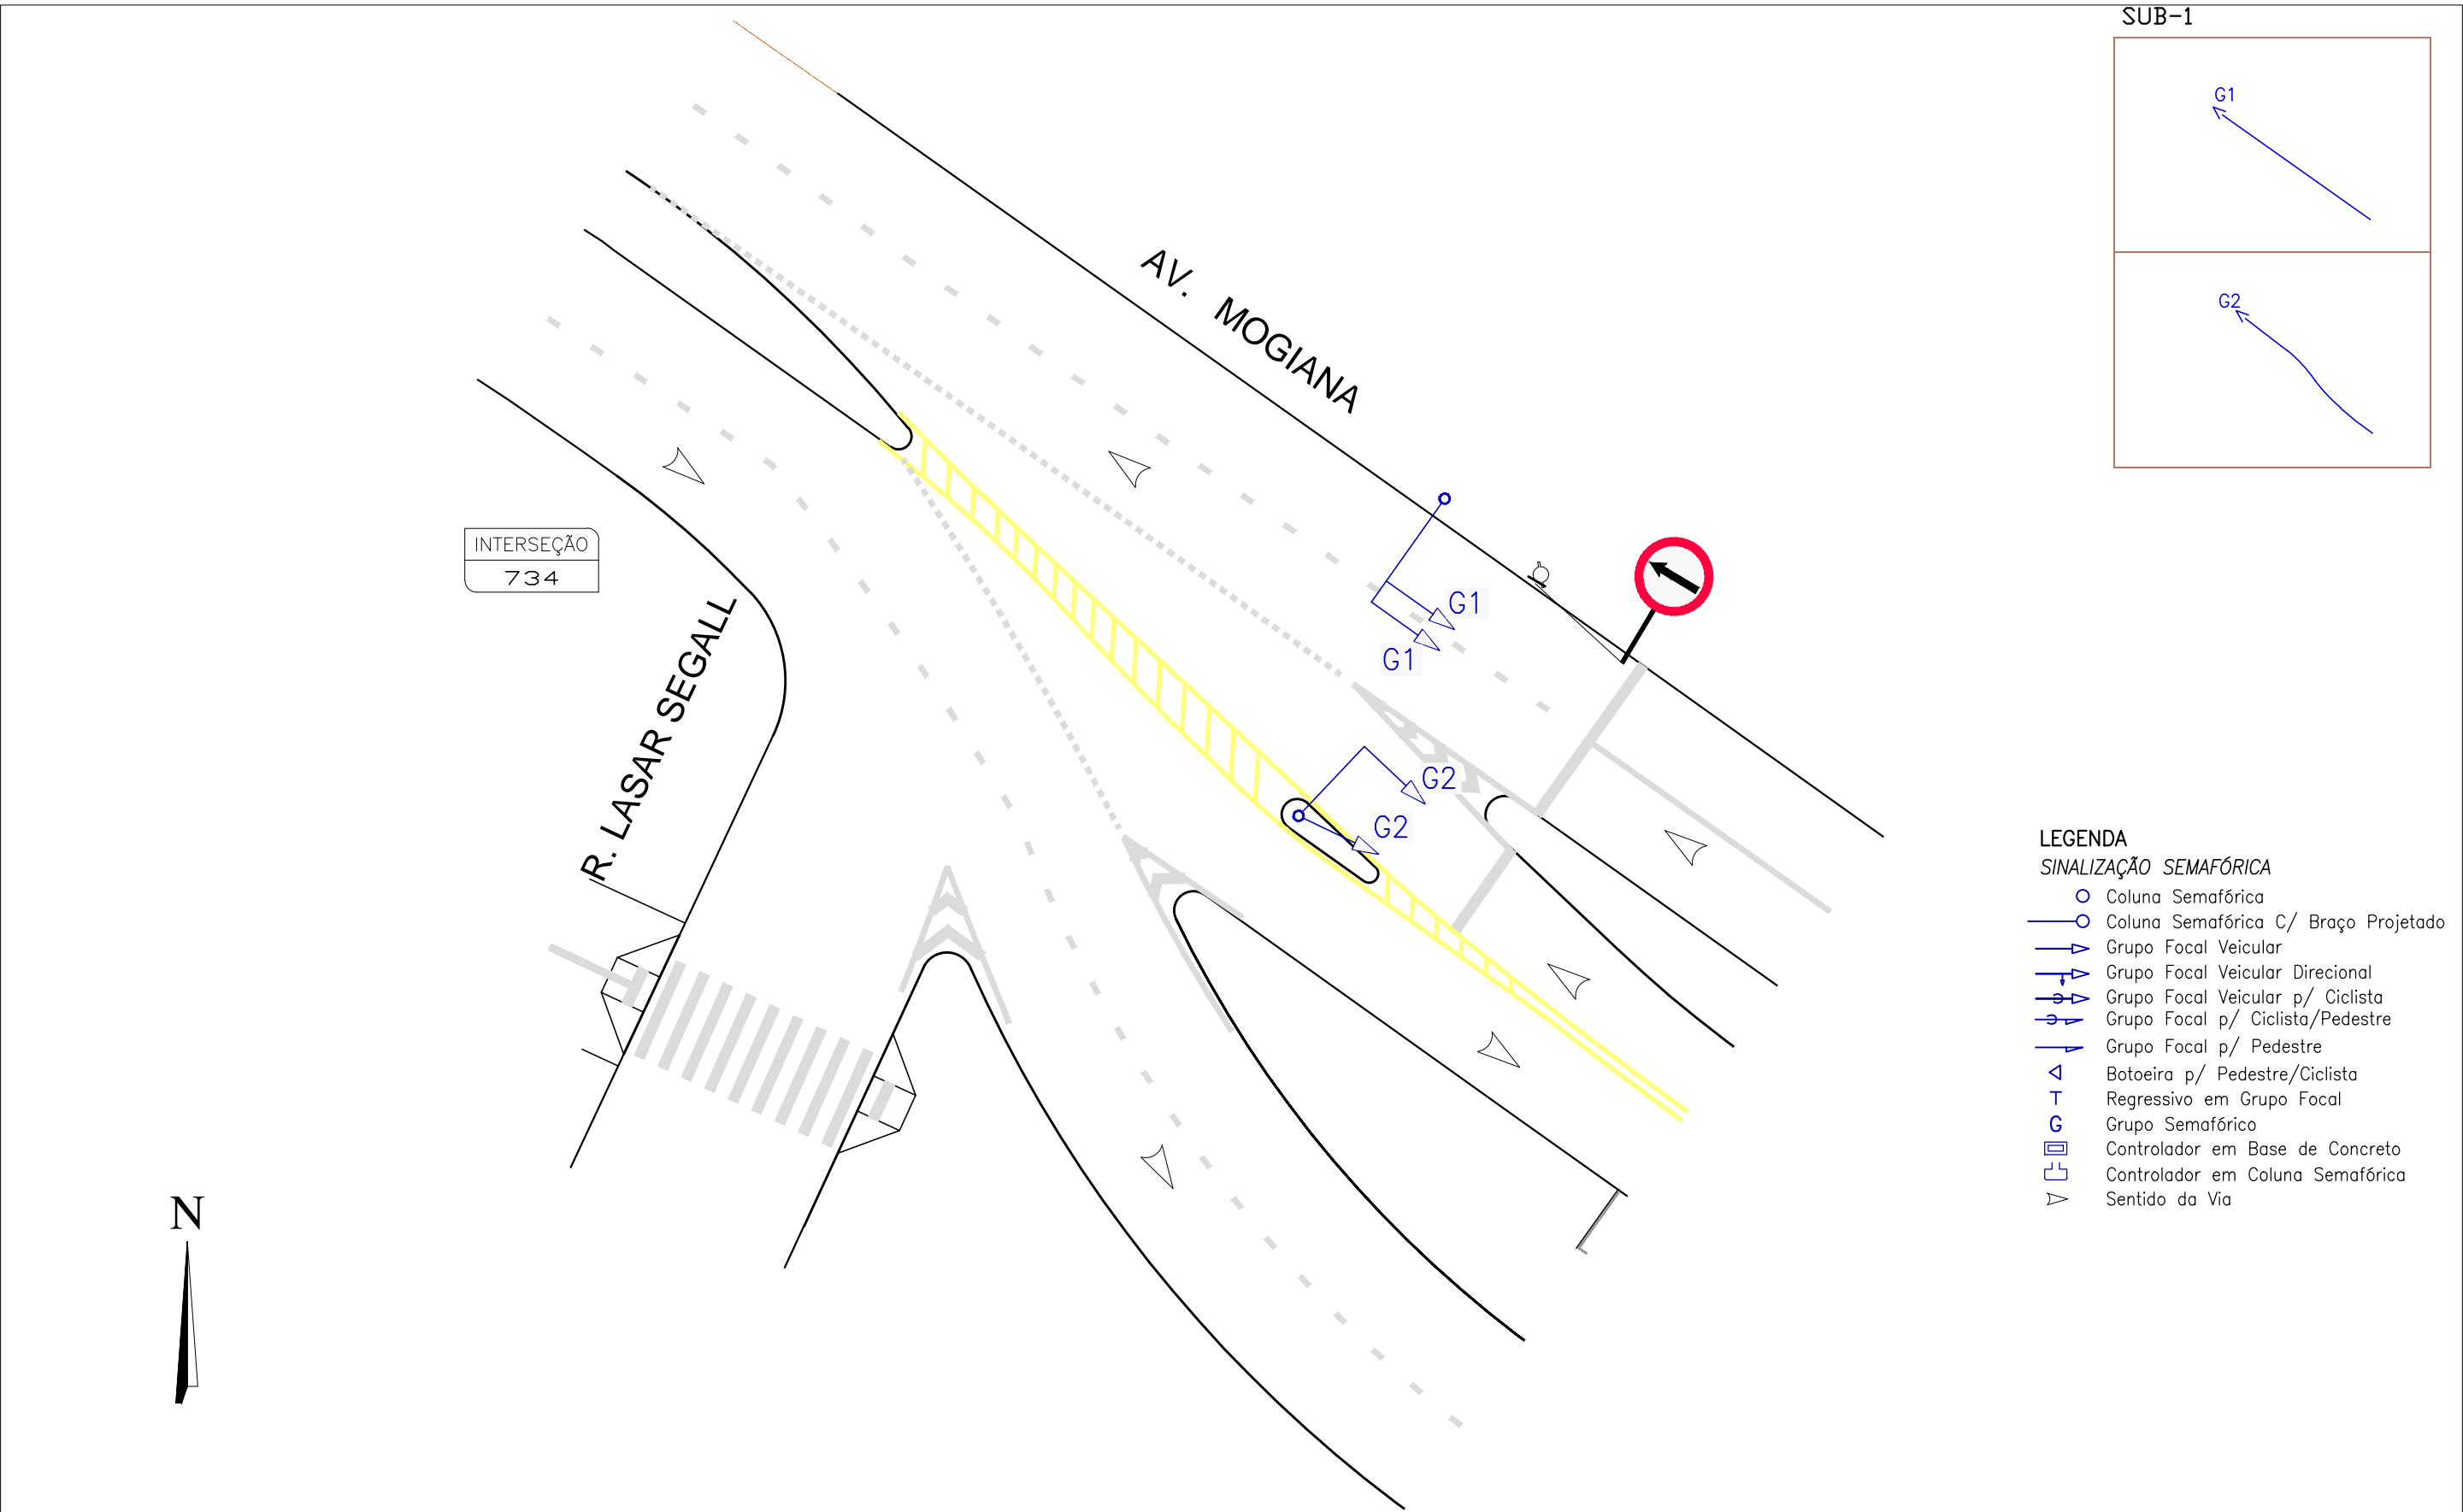 SUB-1
G1
G2
AV. MOGIANA
INTERSEÇÃO
734
R. LASAR SEGALL
G1
G1
G2
G2
N
LEGENDA
SINALIZAÇÃO SEMAFÓRICA
Coluna Semafórica
Coluna Semafórica C/ Braço Projetado
Grupo Focal Veicular
Grupo Focal Veicular Direcional
Grupo Focal Veicular p/ Ciclista
Grupo Focal p/ Ciclista/Pedestre
Grupo Focal p/ Pedestre
Botoeira p/ Pedestre/Ciclista
T Regressivo em Grupo Focal
G Grupo Semafórico
Controlador em Base de Concreto
Controlador em Coluna Semafórica
Sentido da Via